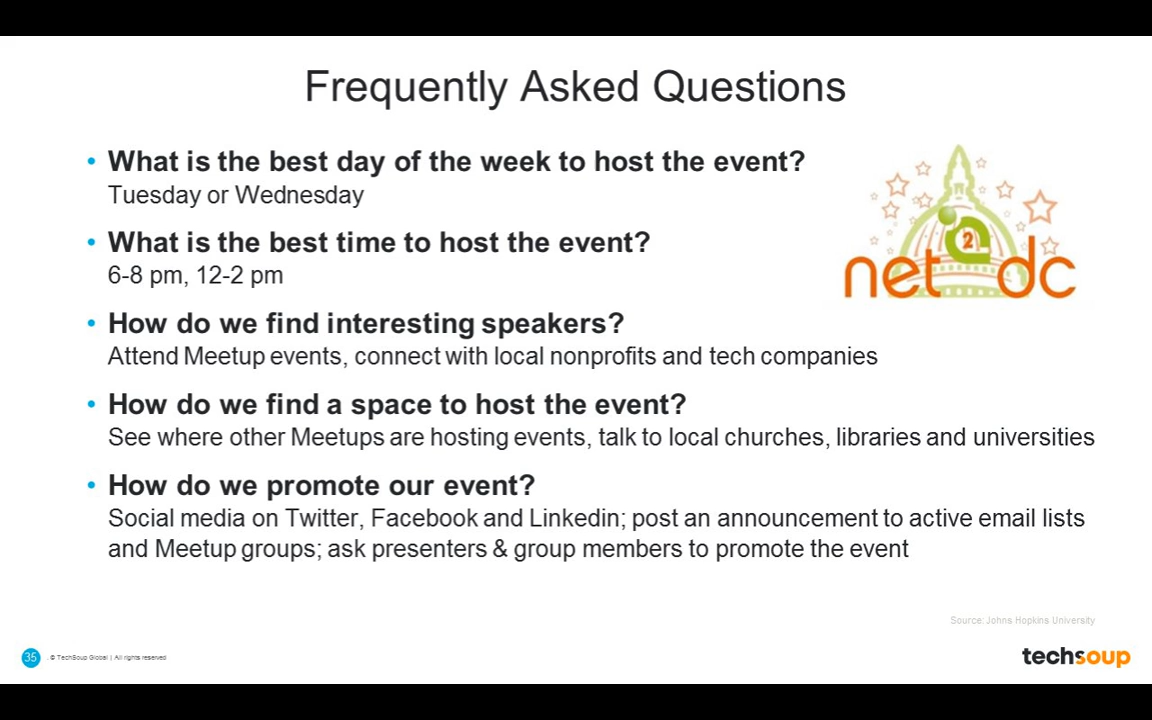 Frequently Asked Questions
• What is the best day of the week to host the event?
Tuesday or Wednesday
• What is the best time to host the event?
6-8 pm, 12-2 pm
• How do we find interesting speakers?
Attend Meetup events, connect with local nonprofits and tech companies
• How do we find a space to host the event?
See where other Meetups are hosting events, talk to local churches, libraries and universities
• How do we promote our event?
Social media on Twitter, Facebook and Linkedin; post an announcement to active email lists
and Meetup groups; ask presenters & group members to promote the event
net2dc
Source: Johns Hopkins University
35 © TechSoup Global | All rights reserved
techsoup